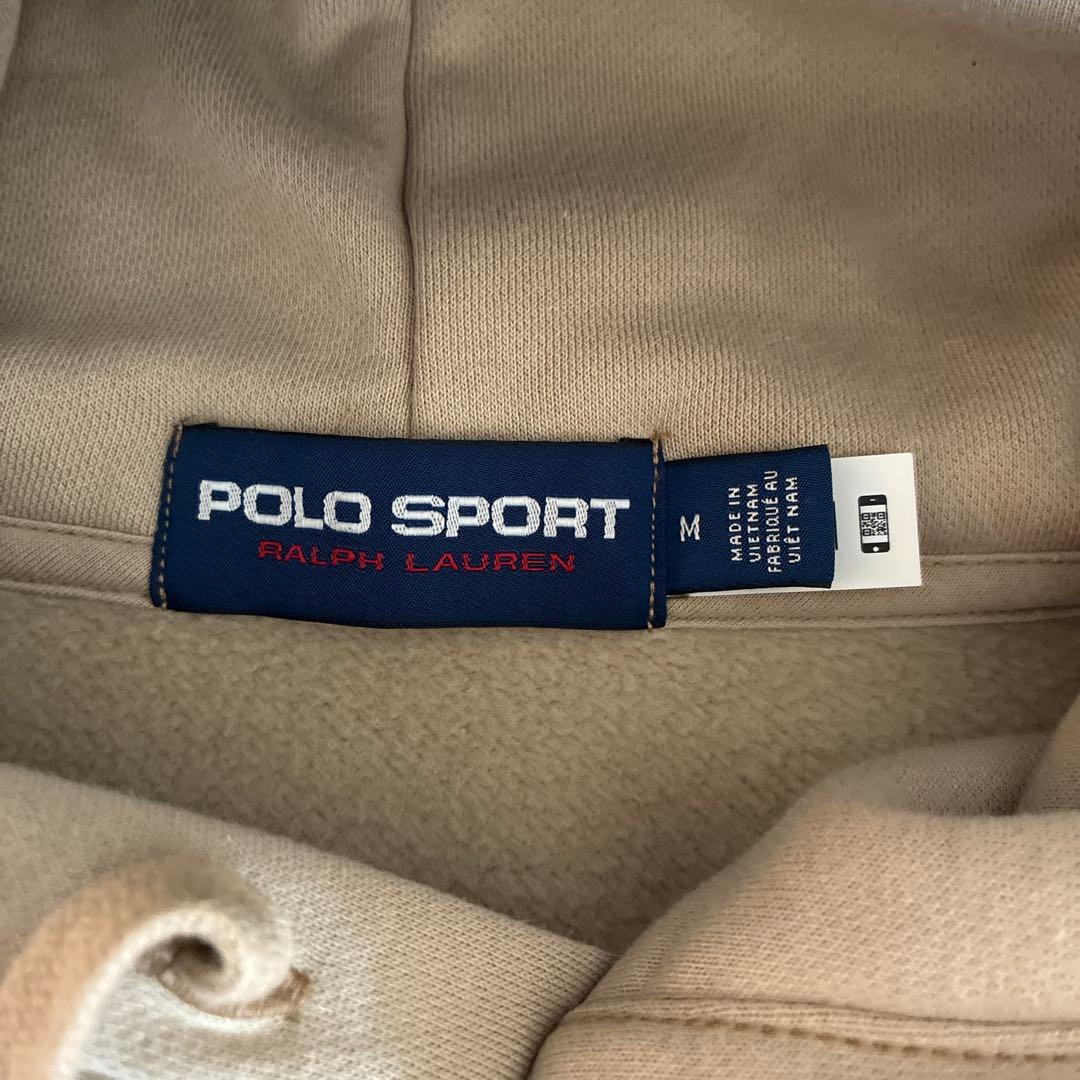 POLO SPORT
RALPH LAUREN
M
MADE IN
VIETNAM
FABRIQUÉ AU
VIÊT NAM